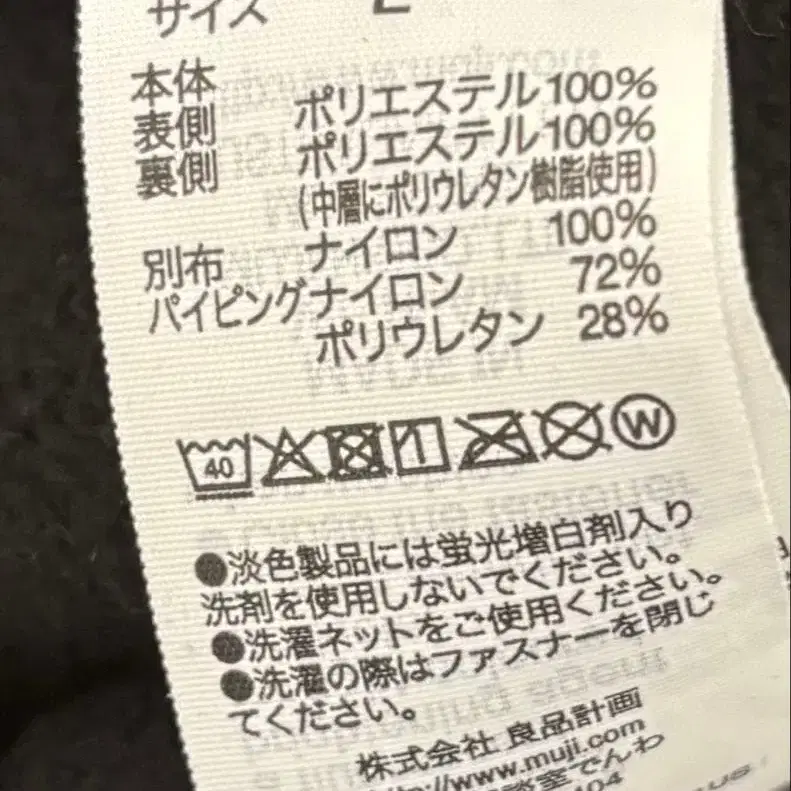 サイズ L
本体
表側 ポリエステル100%
裏側 ポリエステル100%
(中層にポリウレタン樹脂使用)
別布 ナイロン 100%
パイピングナイロン 72%
ポリウレタン 28%
40
W
●淡色製品には蛍光増白剤入り
洗剤を使用しないでください。
●洗濯ネットをご使用ください。
●洗濯の際はファスナーを閉じ
てください。
株式会社 良品計画
http://www.muji.com
談室でんわ